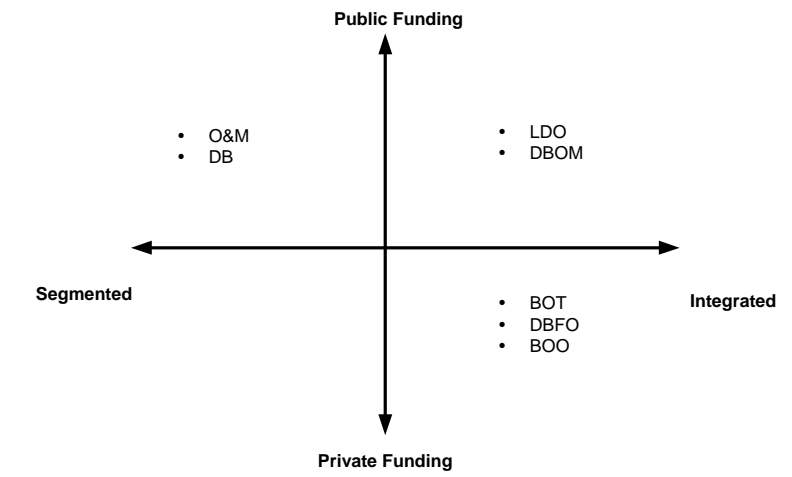 Public Funding
• O&M
• DB
• LDO
• DBOM
Segmented
Integrated
• BOT
• DBFO
• BOO
Private Funding